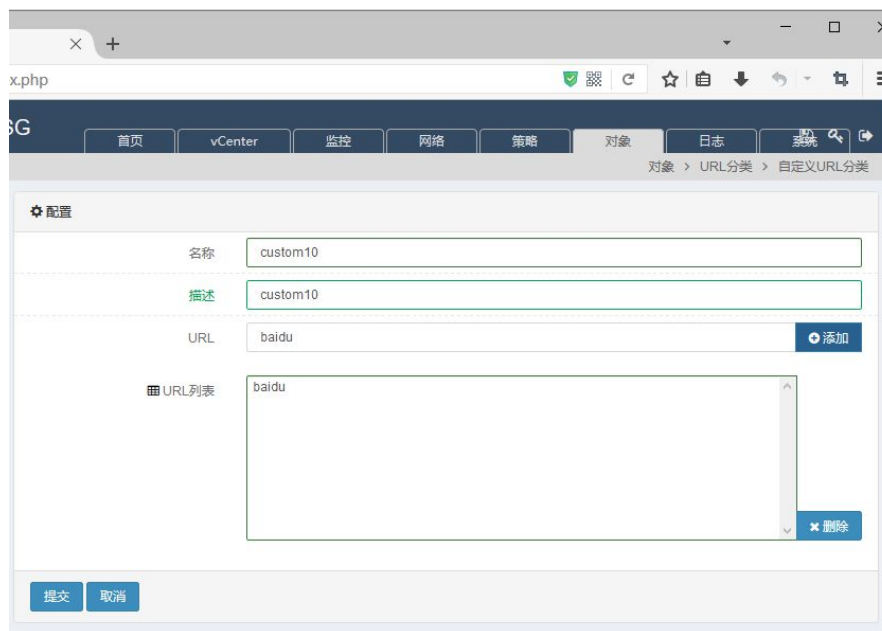 x.php
SG
首页 vCenter 监控 网络 策略 对象 日志 系统
对象 > URL分类 > 自定义URL分类
配置
名称 custom10
描述 custom10
URL baidu 添加
URL列表 baidu
删除
提交 取消